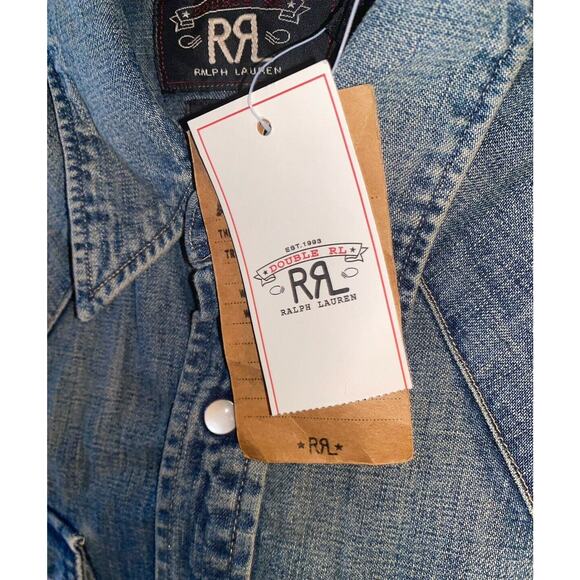 RRL
RALPH LAUREN
EST. 1993
DOUBLE RL
RRL
RALPH LAUREN
RRL